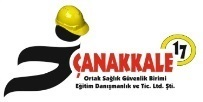 ÇANAKKALE 17
Ortak Sağlık Güvenlik Birimi
Eğitim Danışmanlık ve Tic. Ltd. Şti.